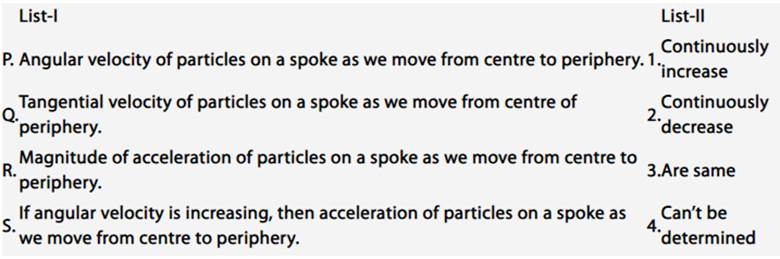 List-I List-II
P. Angular velocity of particles on a spoke as we move from centre to periphery. 1. Continuously increase
Q. Tangential velocity of particles on a spoke as we move from centre of periphery. 2. Continuously decrease
R. Magnitude of acceleration of particles on a spoke as we move from centre to periphery. 3.Are same
S. If angular velocity is increasing, then acceleration of particles on a spoke as we move from centre to periphery. 4. Can’t be determined